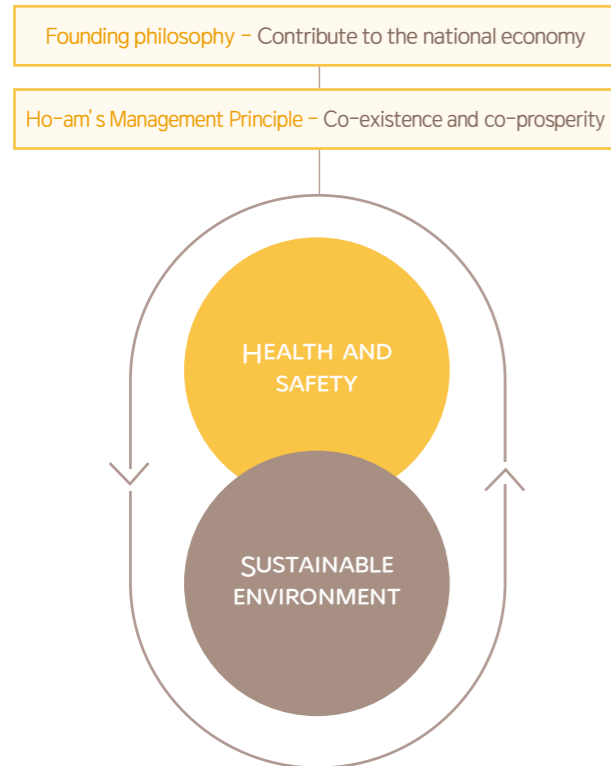 Founding philosophy - Contribute to the national economy
Ho-am's Management Principle - Co-existence and co-prosperity
HEALTH AND
SAFETY
SUSTAINABLE
ENVIRONMENT